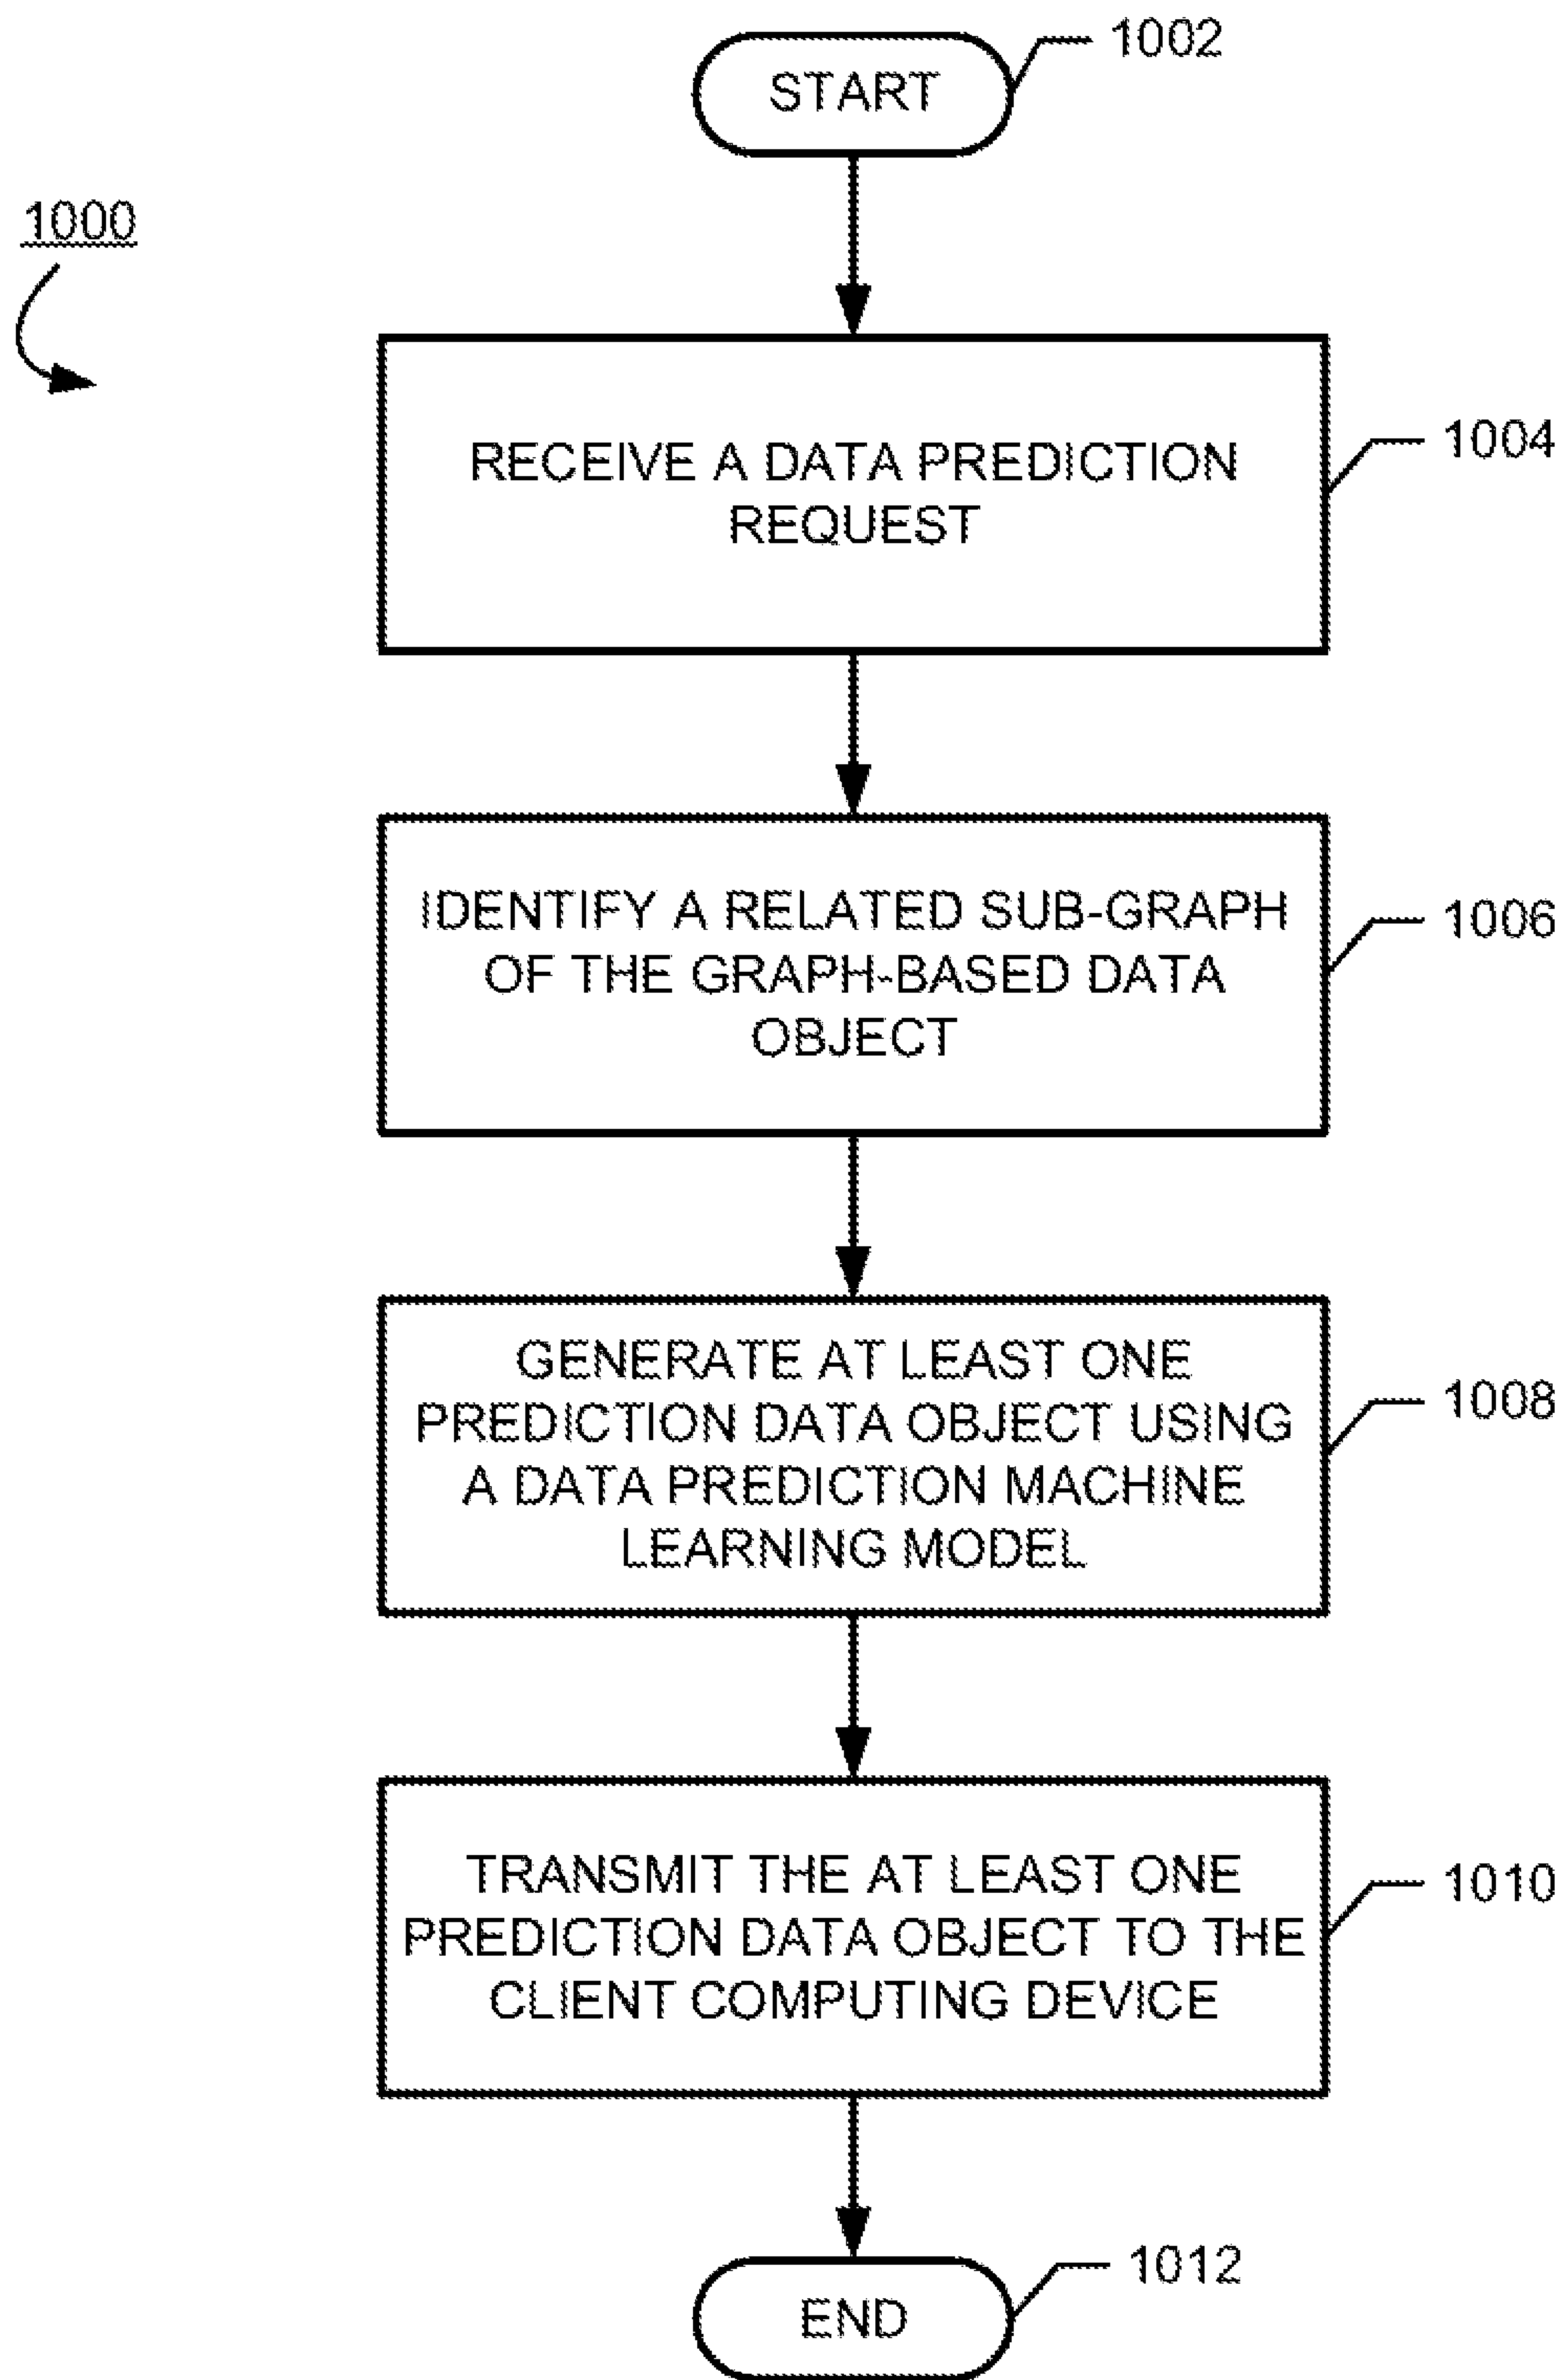 START
1002
1000
RECEIVE A DATA PREDICTION
REQUEST
1004
IDENTIFY A RELATED SUB-GRAPH
OF THE GRAPH-BASED DATA
OBJECT
1006
GENERATE AT LEAST ONE
PREDICTION DATA OBJECT USING
A DATA PREDICTION MACHINE
LEARNING MODEL
1008
TRANSMIT THE AT LEAST ONE
PREDICTION DATA OBJECT TO THE
CLIENT COMPUTING DEVICE
1010
END
1012